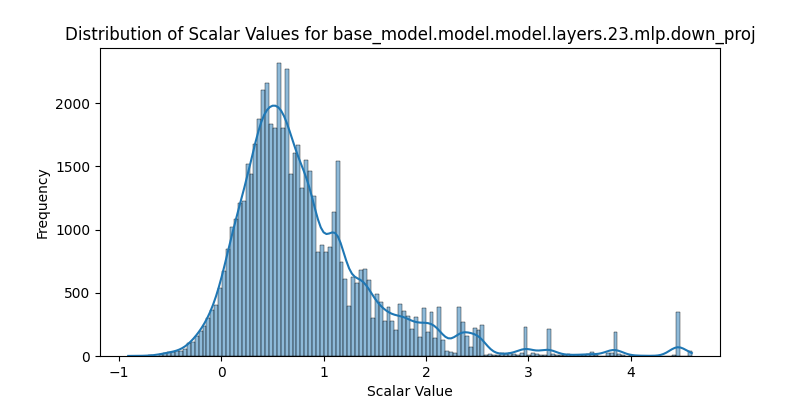 Distribution of Scalar Values for base_model.model.model.layers.23.mlp.down_proj
2000
1500
1000
500
0
Frequency
−1 0 1 2 3 4
Scalar Value